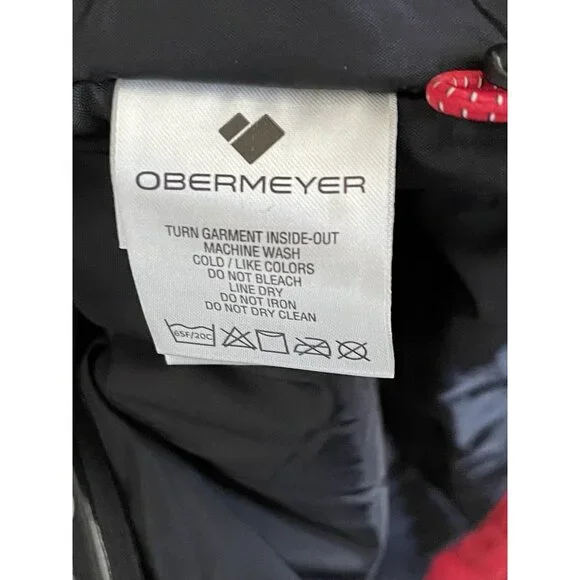 OBERMEYER
TURN GARMENT INSIDE-OUT
MACHINE WASH
COLD / LIKE COLORS
DO NOT BLEACH
LINE DRY
DO NOT IRON
DO NOT DRY CLEAN
65F/20C